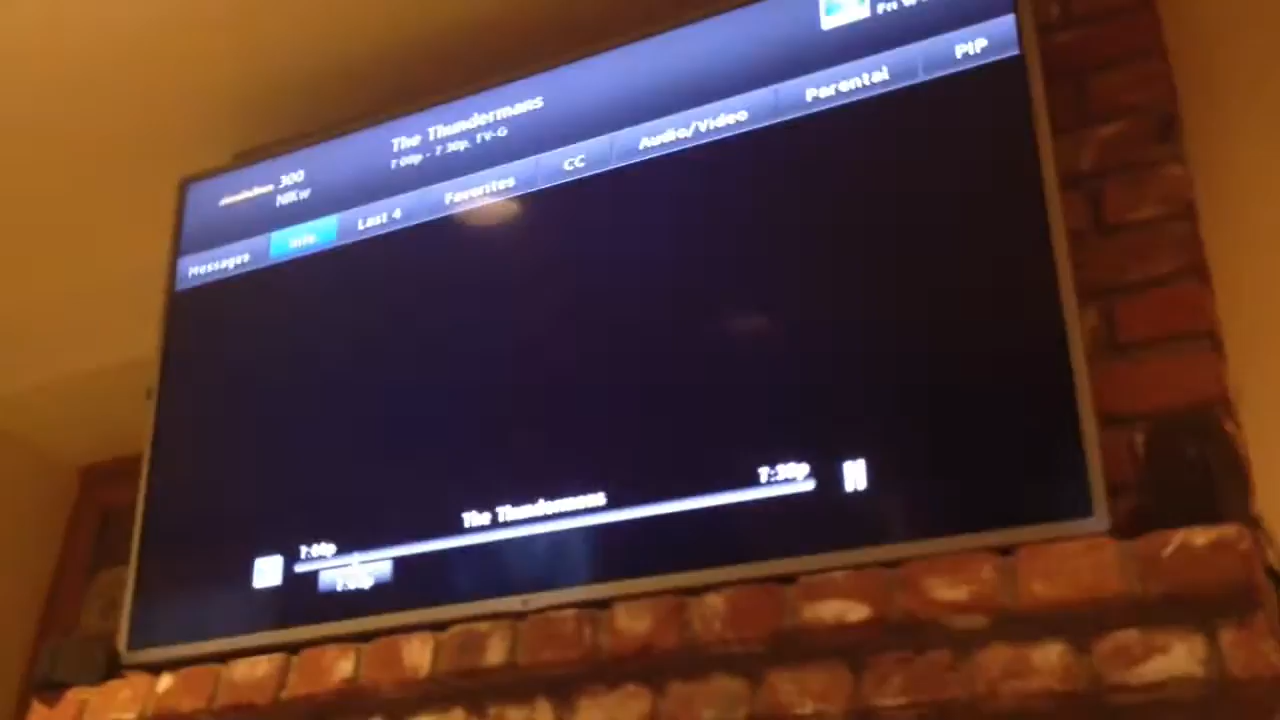 The Thundermans
7:00p - 7:30p, TV-G
300
NIKw
Messages Info Last 4 Favorites CC Audio/Video Parental PIP
The Thundermans
7:30p
7:00p